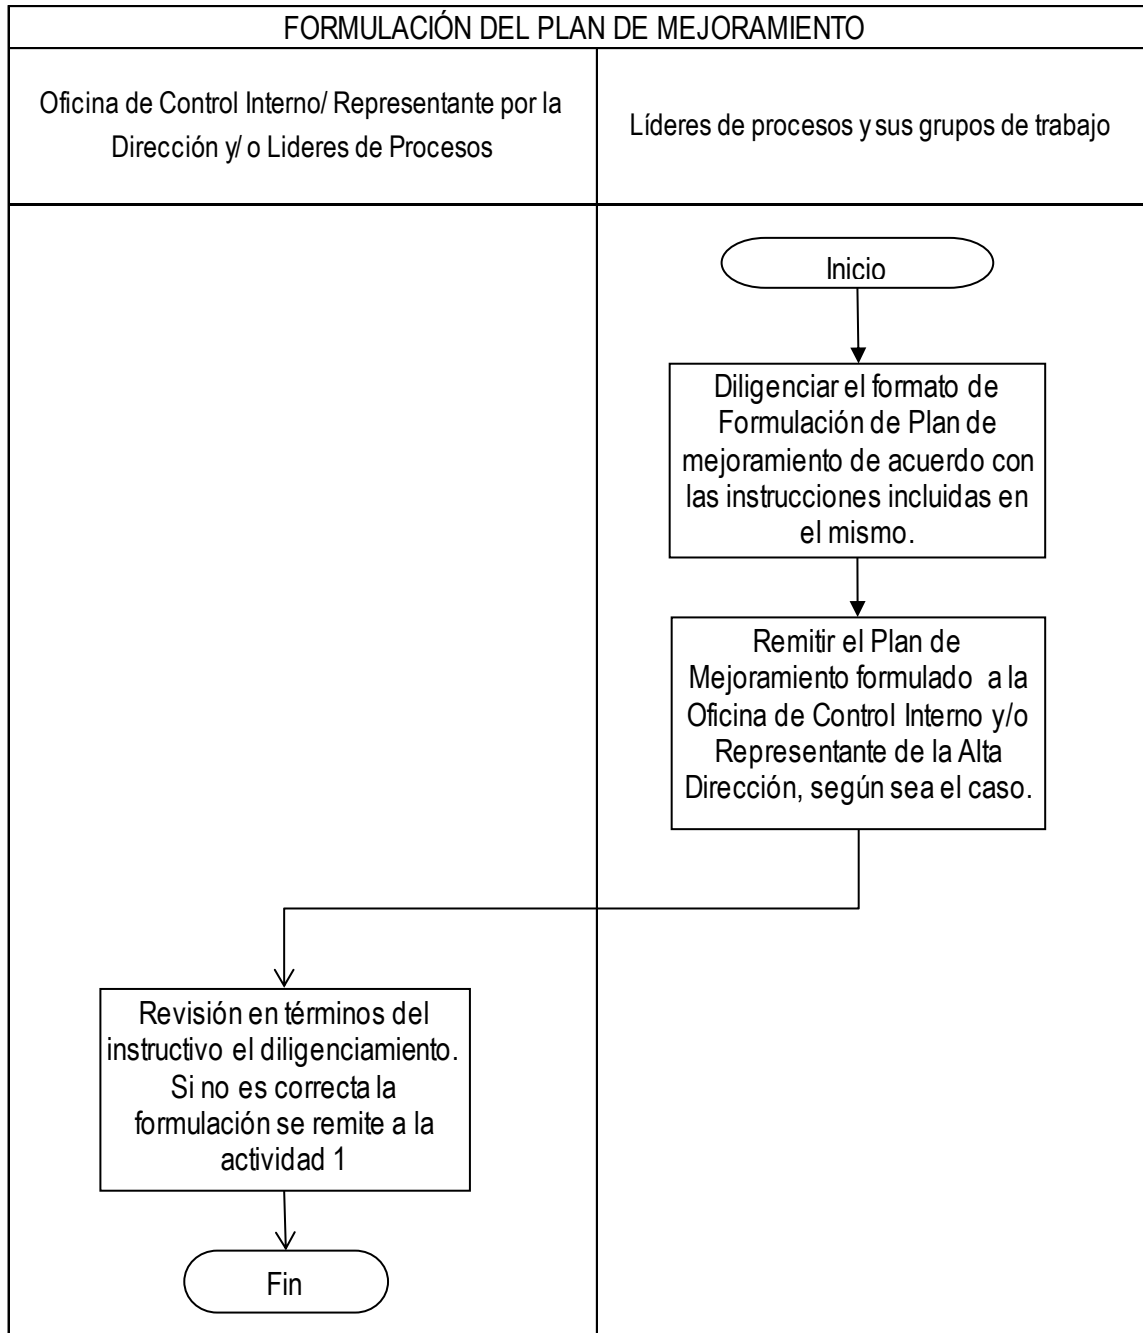 FORMULACIÓN DEL PLAN DE MEJORAMIENTO
Oficina de Control Interno/ Representante por la
Dirección y/ o Lideres de Procesos
Líderes de procesos y sus grupos de trabajo
Inicio
Diligenciar el formato de
Formulación de Plan de
mejoramiento de acuerdo con
las instrucciones incluidas en
el mismo.
Remitir el Plan de
Mejoramiento formulado a la
Oficina de Control Interno y/o
Representante de la Alta
Dirección, según sea el caso.
Revisión en términos del
instructivo el diligenciamiento.
Si no es correcta la
formulación se remite a la
actividad 1
Fin